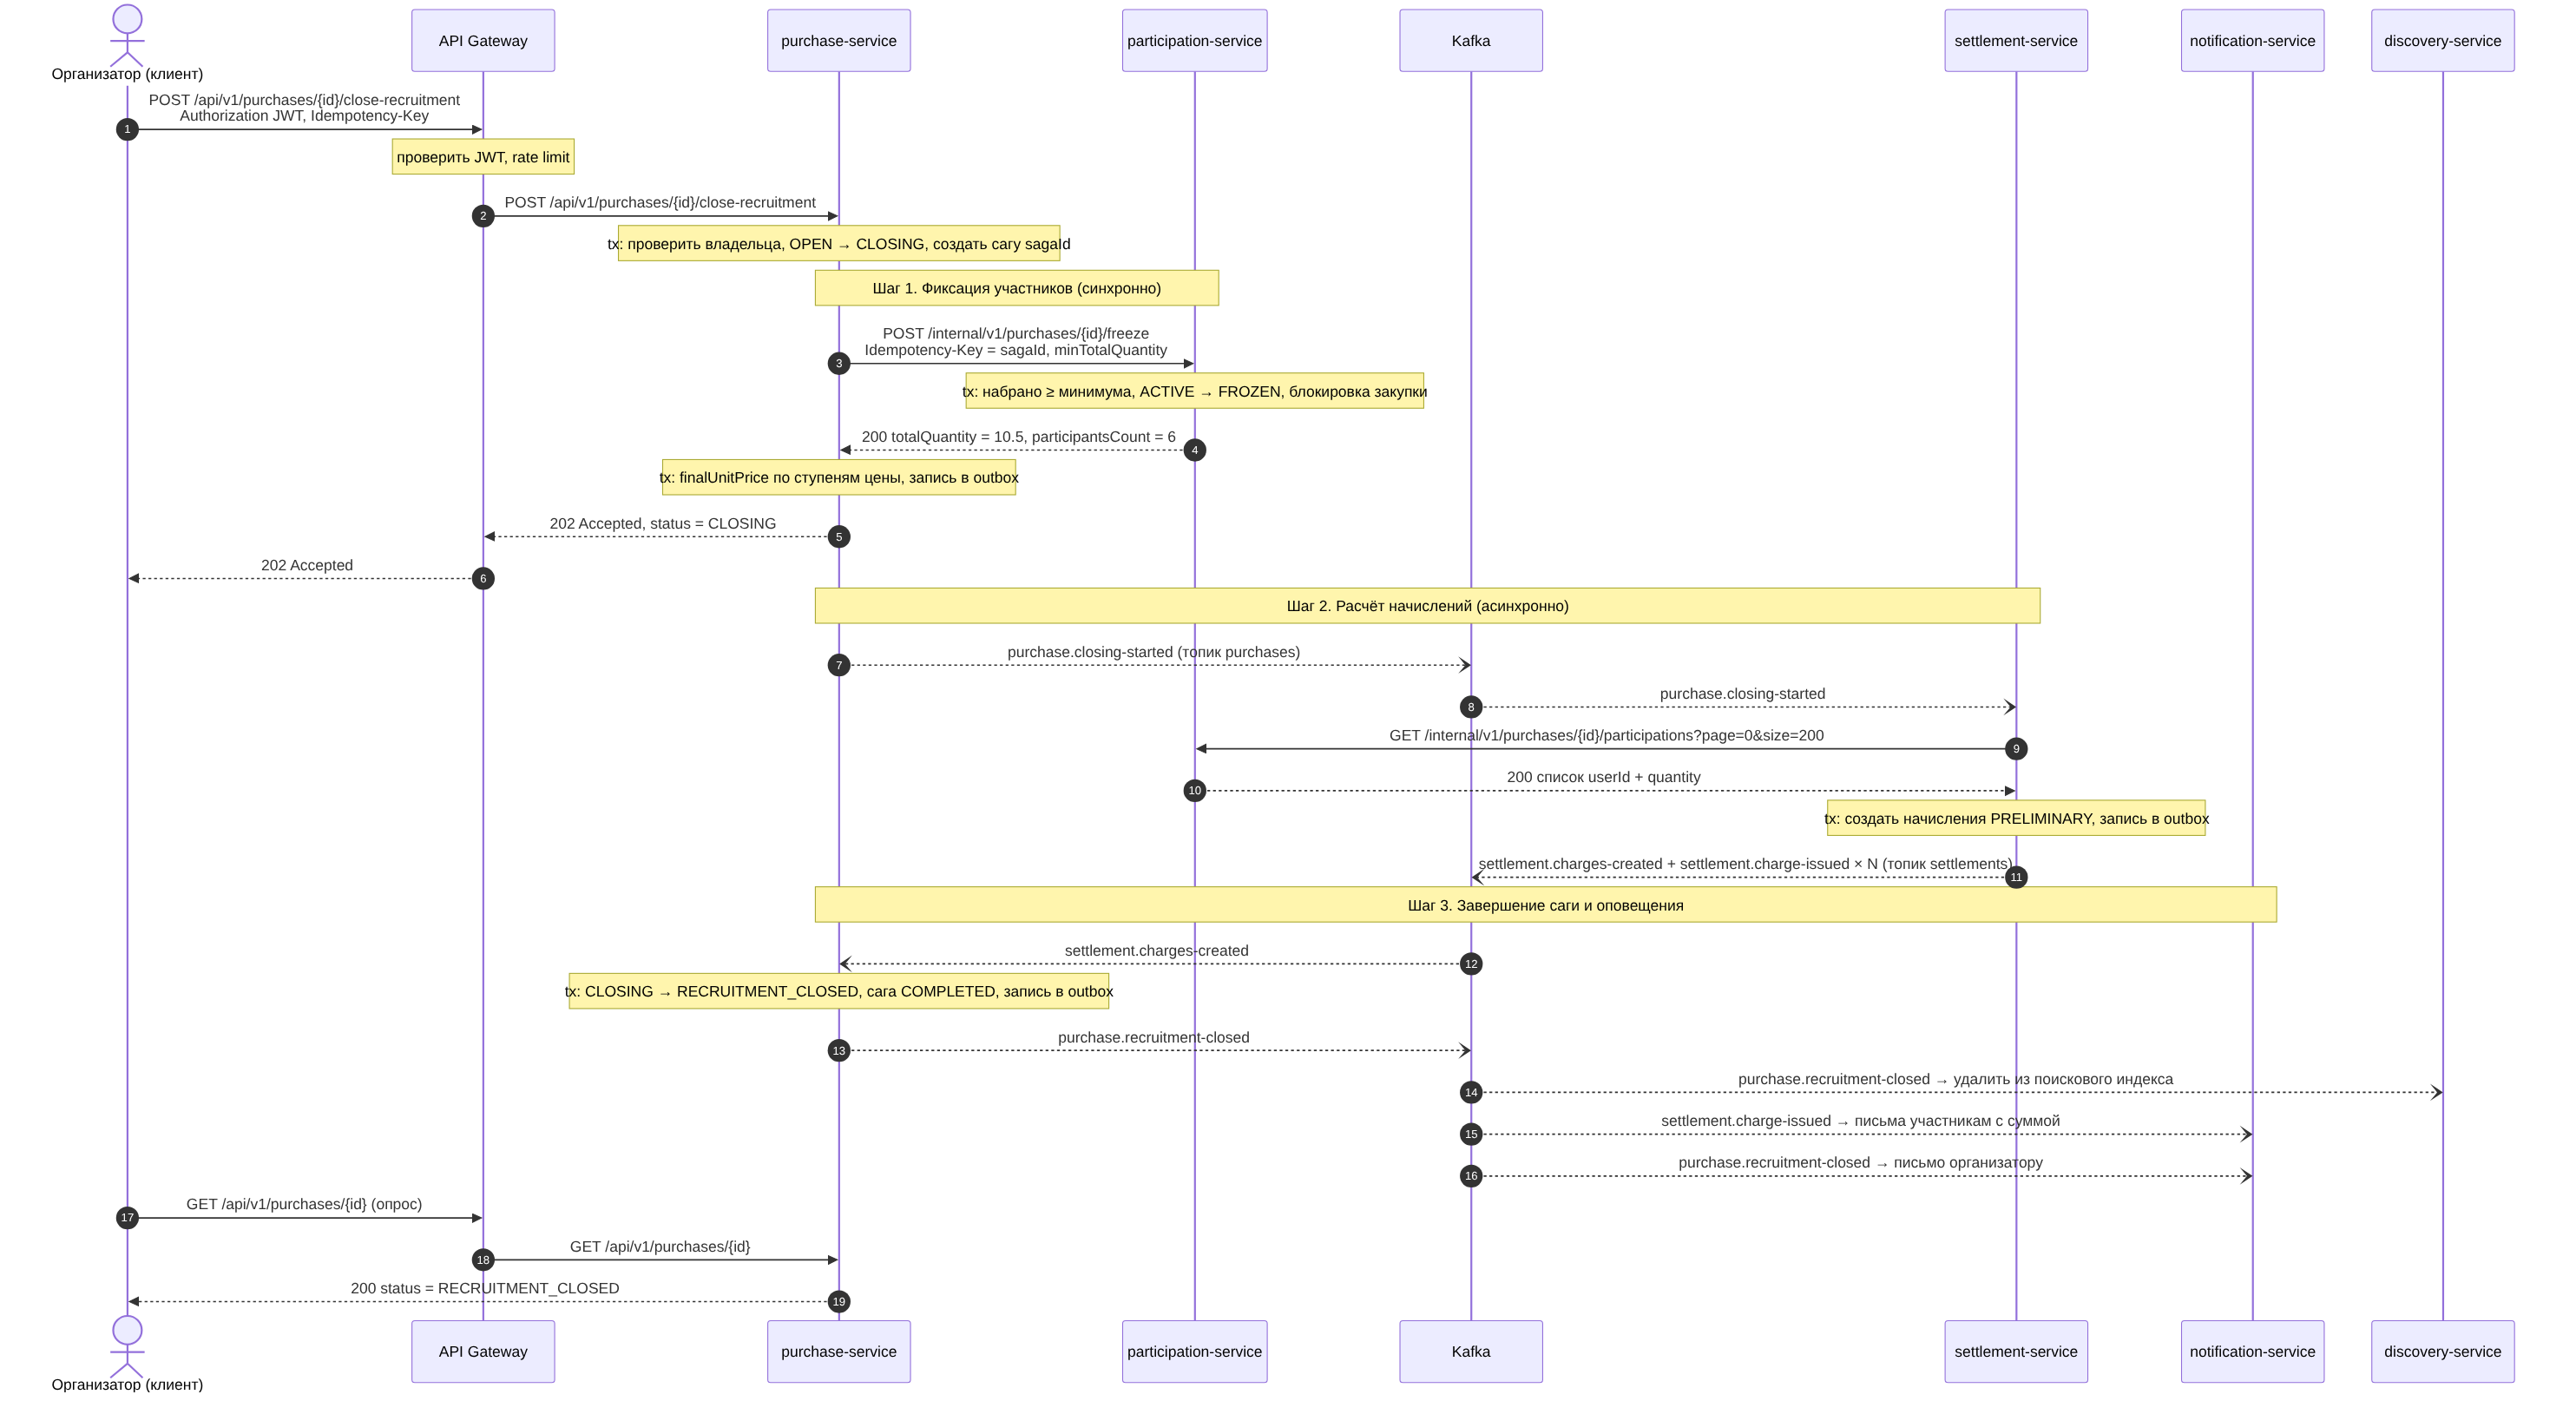 Организатор (клиент)
API Gateway
purchase-service
participation-service
Kafka
settlement-service
notification-service
discovery-service
POST /api/v1/purchases/{id}/close-recruitment
Authorization JWT, Idempotency-Key
1
проверить JWT, rate limit
2
POST /api/v1/purchases/{id}/close-recruitment
tx: проверить владельца, OPEN → CLOSING, создать сагу sagaId
Шаг 1. Фиксация участников (синхронно)
POST /internal/v1/purchases/{id}/freeze
Idempotency-Key = sagaId, minTotalQuantity
3
tx: набрано ≥ минимума, ACTIVE → FROZEN, блокировка закупки
200 totalQuantity = 10.5, participantsCount = 6
4
tx: finalUnitPrice по ступеням цены, запись в outbox
202 Accepted, status = CLOSING
5
202 Accepted
6
Шаг 2. Расчёт начислений (асинхронно)
7
purchase.closing-started (топик purchases)
8
purchase.closing-started
GET /internal/v1/purchases/{id}/participations?page=0&size=200
9
10
200 список userId + quantity
tx: создать начисления PRELIMINARY, запись в outbox
settlement.charges-created + settlement.charge-issued × N (топик settlements)
11
Шаг 3. Завершение саги и оповещения
settlement.charges-created
12
tx: CLOSING → RECRUITMENT_CLOSED, сага COMPLETED, запись в outbox
13
purchase.recruitment-closed
14
purchase.recruitment-closed → удалить из поискового индекса
15
settlement.charge-issued → письма участникам с суммой
16
purchase.recruitment-closed → письмо организатору
17
GET /api/v1/purchases/{id} (опрос)
18
GET /api/v1/purchases/{id}
200 status = RECRUITMENT_CLOSED
19
Организатор (клиент)
API Gateway
purchase-service
participation-service
Kafka
settlement-service
notification-service
discovery-service